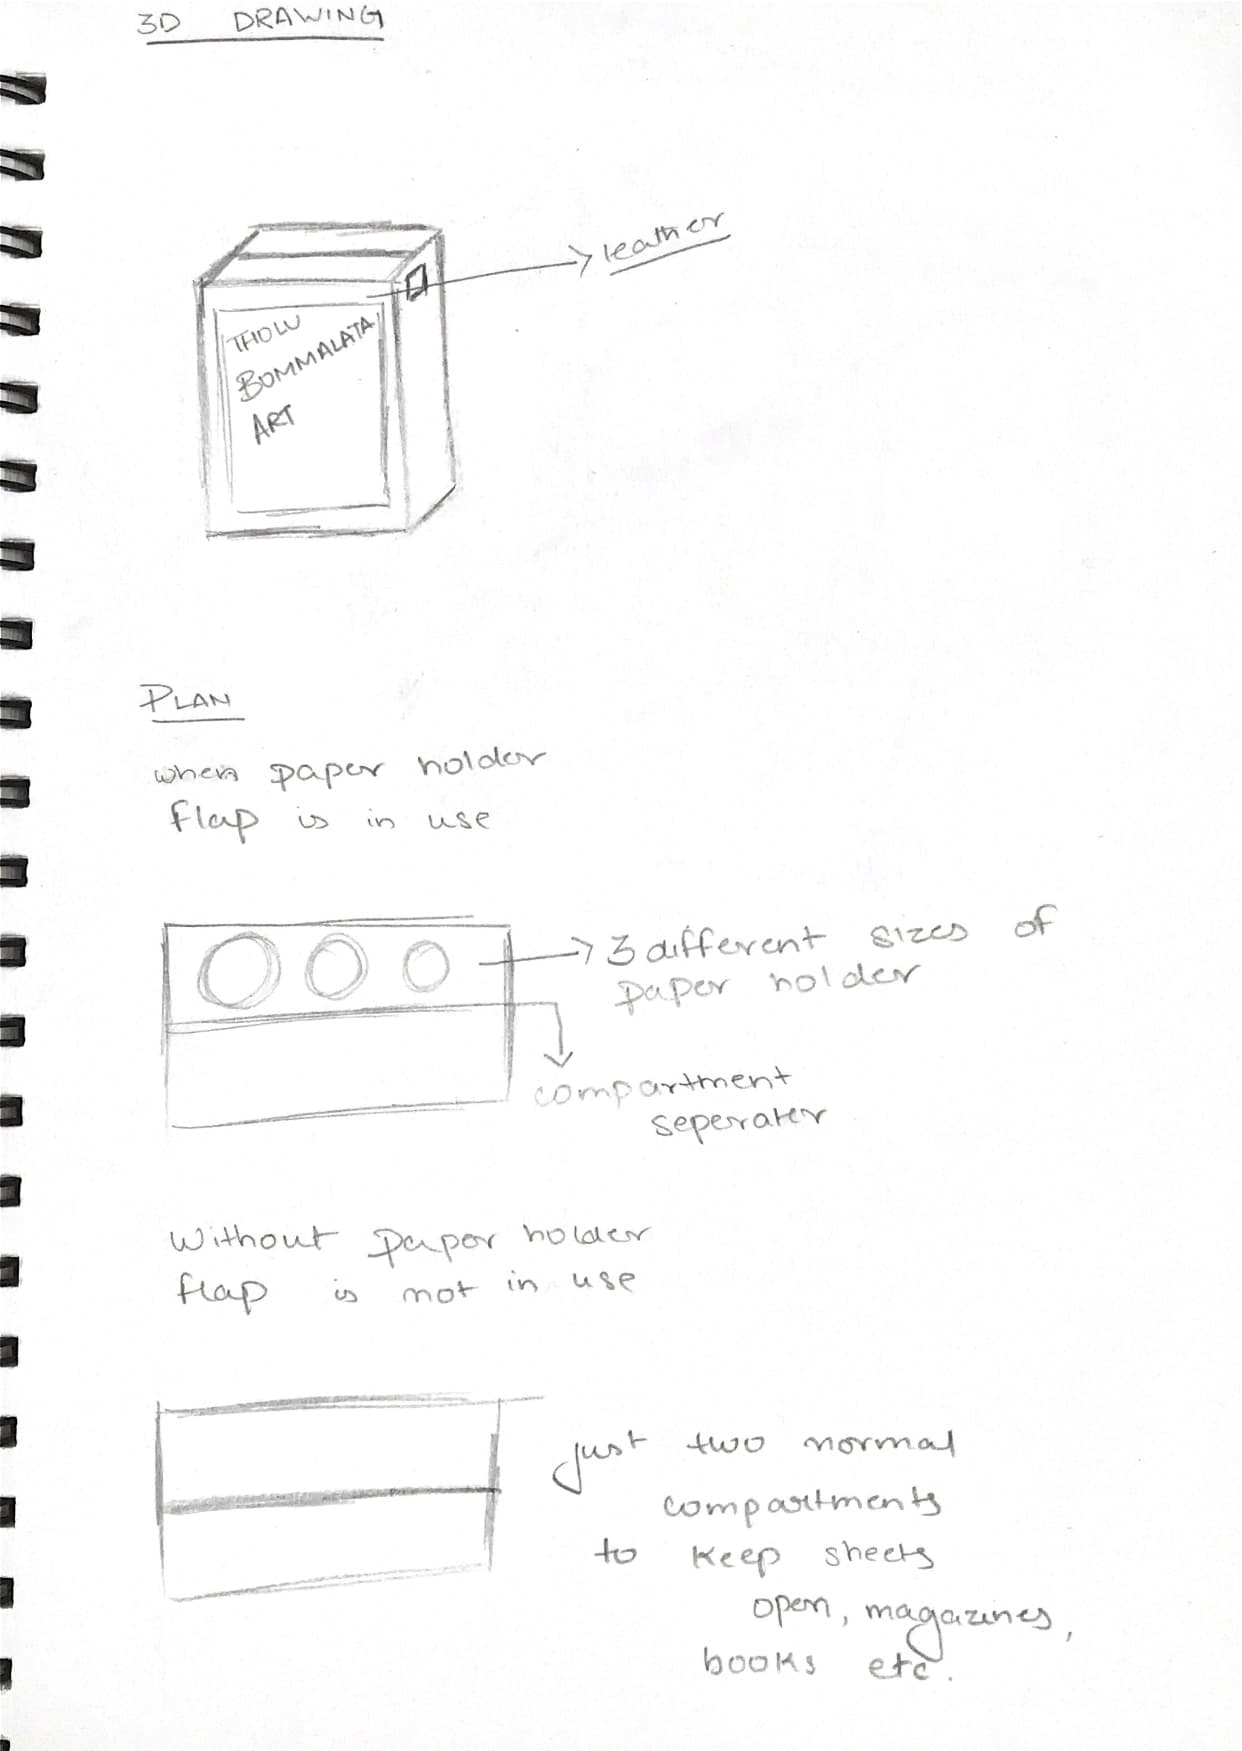 3D DRAWING
leather
THOLU
BOMMALATA
ART
PLAN
when paper holder
flap is in use
3 different sizes of
paper holder
compartment
seperater
Without paper holder
flap is not in use
just two normal
compartments
to keep sheets
open, magazines,
books etc.